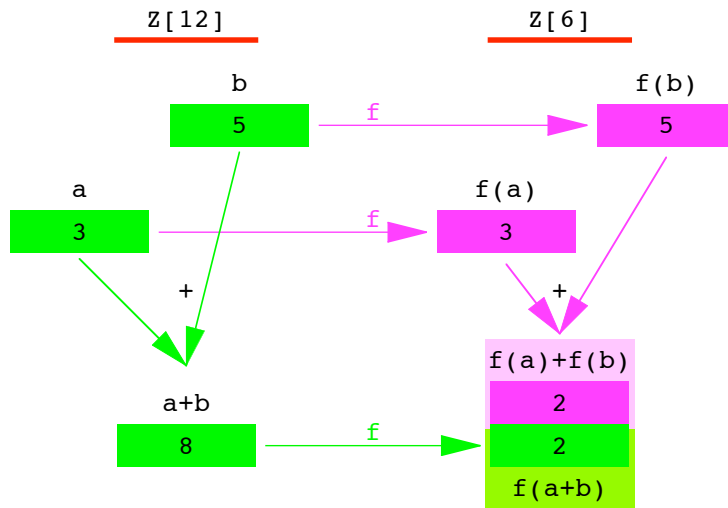 Z[12] Z[6]
b f(b)
5 f 5
a f(a)
3 f 3
+ +
f(a)+f(b)
a+b 2
8 f 2
f(a+b)